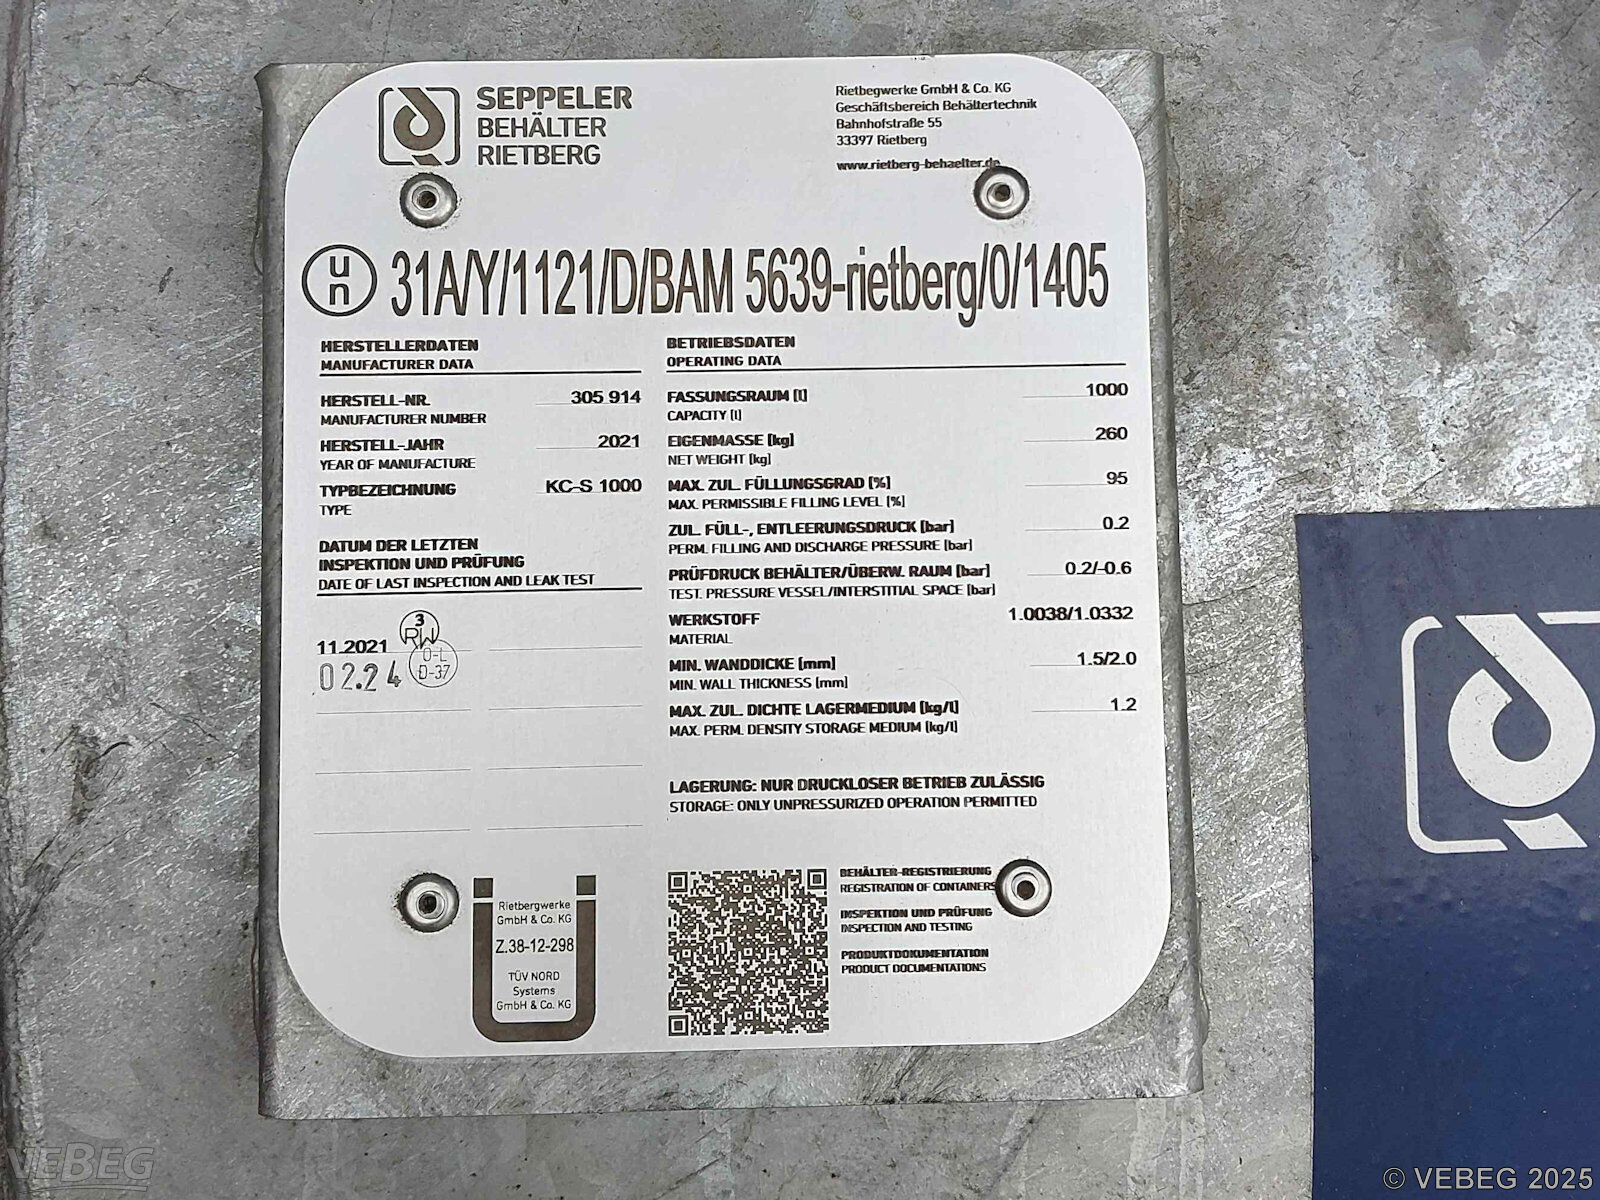 SEPPELER
BEHÄLTER
RIETBERG
Rietbegwerke GmbH & Co. KG
Geschäftsbereich Behältertechnik
Bahnhofstraße 55
33397 Rietberg
www.rietberg-behaelter.de
un 31A/Y/1121/D/BAM 5639-rietberg/0/1405
HERSTELLERDATEN
MANUFACTURER DATA
HERSTELL-NR. 305 914
MANUFACTURER NUMBER
HERSTELL-JAHR 2021
YEAR OF MANUFACTURE
TYPBEZEICHNUNG KC-S 1000
TYPE
DATUM DER LETZTEN
INSPEKTION UND PRÜFUNG
DATE OF LAST INSPECTION AND LEAK TEST
11.2021 3 RW
02.24 O-L D-37
BETRIEBSDATEN
OPERATING DATA
FASSUNGSRAUM [l] 1000
CAPACITY [l]
EIGENMASSE [kg] 260
NET WEIGHT [kg]
MAX. ZUL. FÜLLUNGSGRAD [%] 95
MAX. PERMISSIBLE FILLING LEVEL [%]
ZUL. FÜLL-, ENTLEERUNGSDRUCK [bar] 0.2
PERM. FILLING AND DISCHARGE PRESSURE [bar]
PRÜFDRUCK BEHÄLTER/ÜBERW. RAUM [bar] 0.2/-0.6
TEST. PRESSURE VESSEL/INTERSTITIAL SPACE [bar]
WERKSTOFF 1.0038/1.0332
MATERIAL
MIN. WANDDICKE [mm] 1.5/2.0
MIN. WALL THICKNESS [mm]
MAX. ZUL. DICHTE LAGERMEDIUM [kg/l] 1.2
MAX. PERM. DENSITY STORAGE MEDIUM [kg/l]
LAGERUNG: NUR DRUCKLOSER BETRIEB ZULÄSSIG
STORAGE: ONLY UNPRESSURIZED OPERATION PERMITTED
Rietbergwerke
GmbH & Co. KG
Z.38-12-298
TÜV NORD
Systems
GmbH & Co. KG
BEHÄLTER-REGISTRIERUNG
REGISTRATION OF CONTAINERS
INSPEKTION UND PRÜFUNG
INSPECTION AND TESTING
PRODUKTDOKUMENTATION
PRODUCT DOCUMENTATIONS
VEBEG
© VEBEG 2025